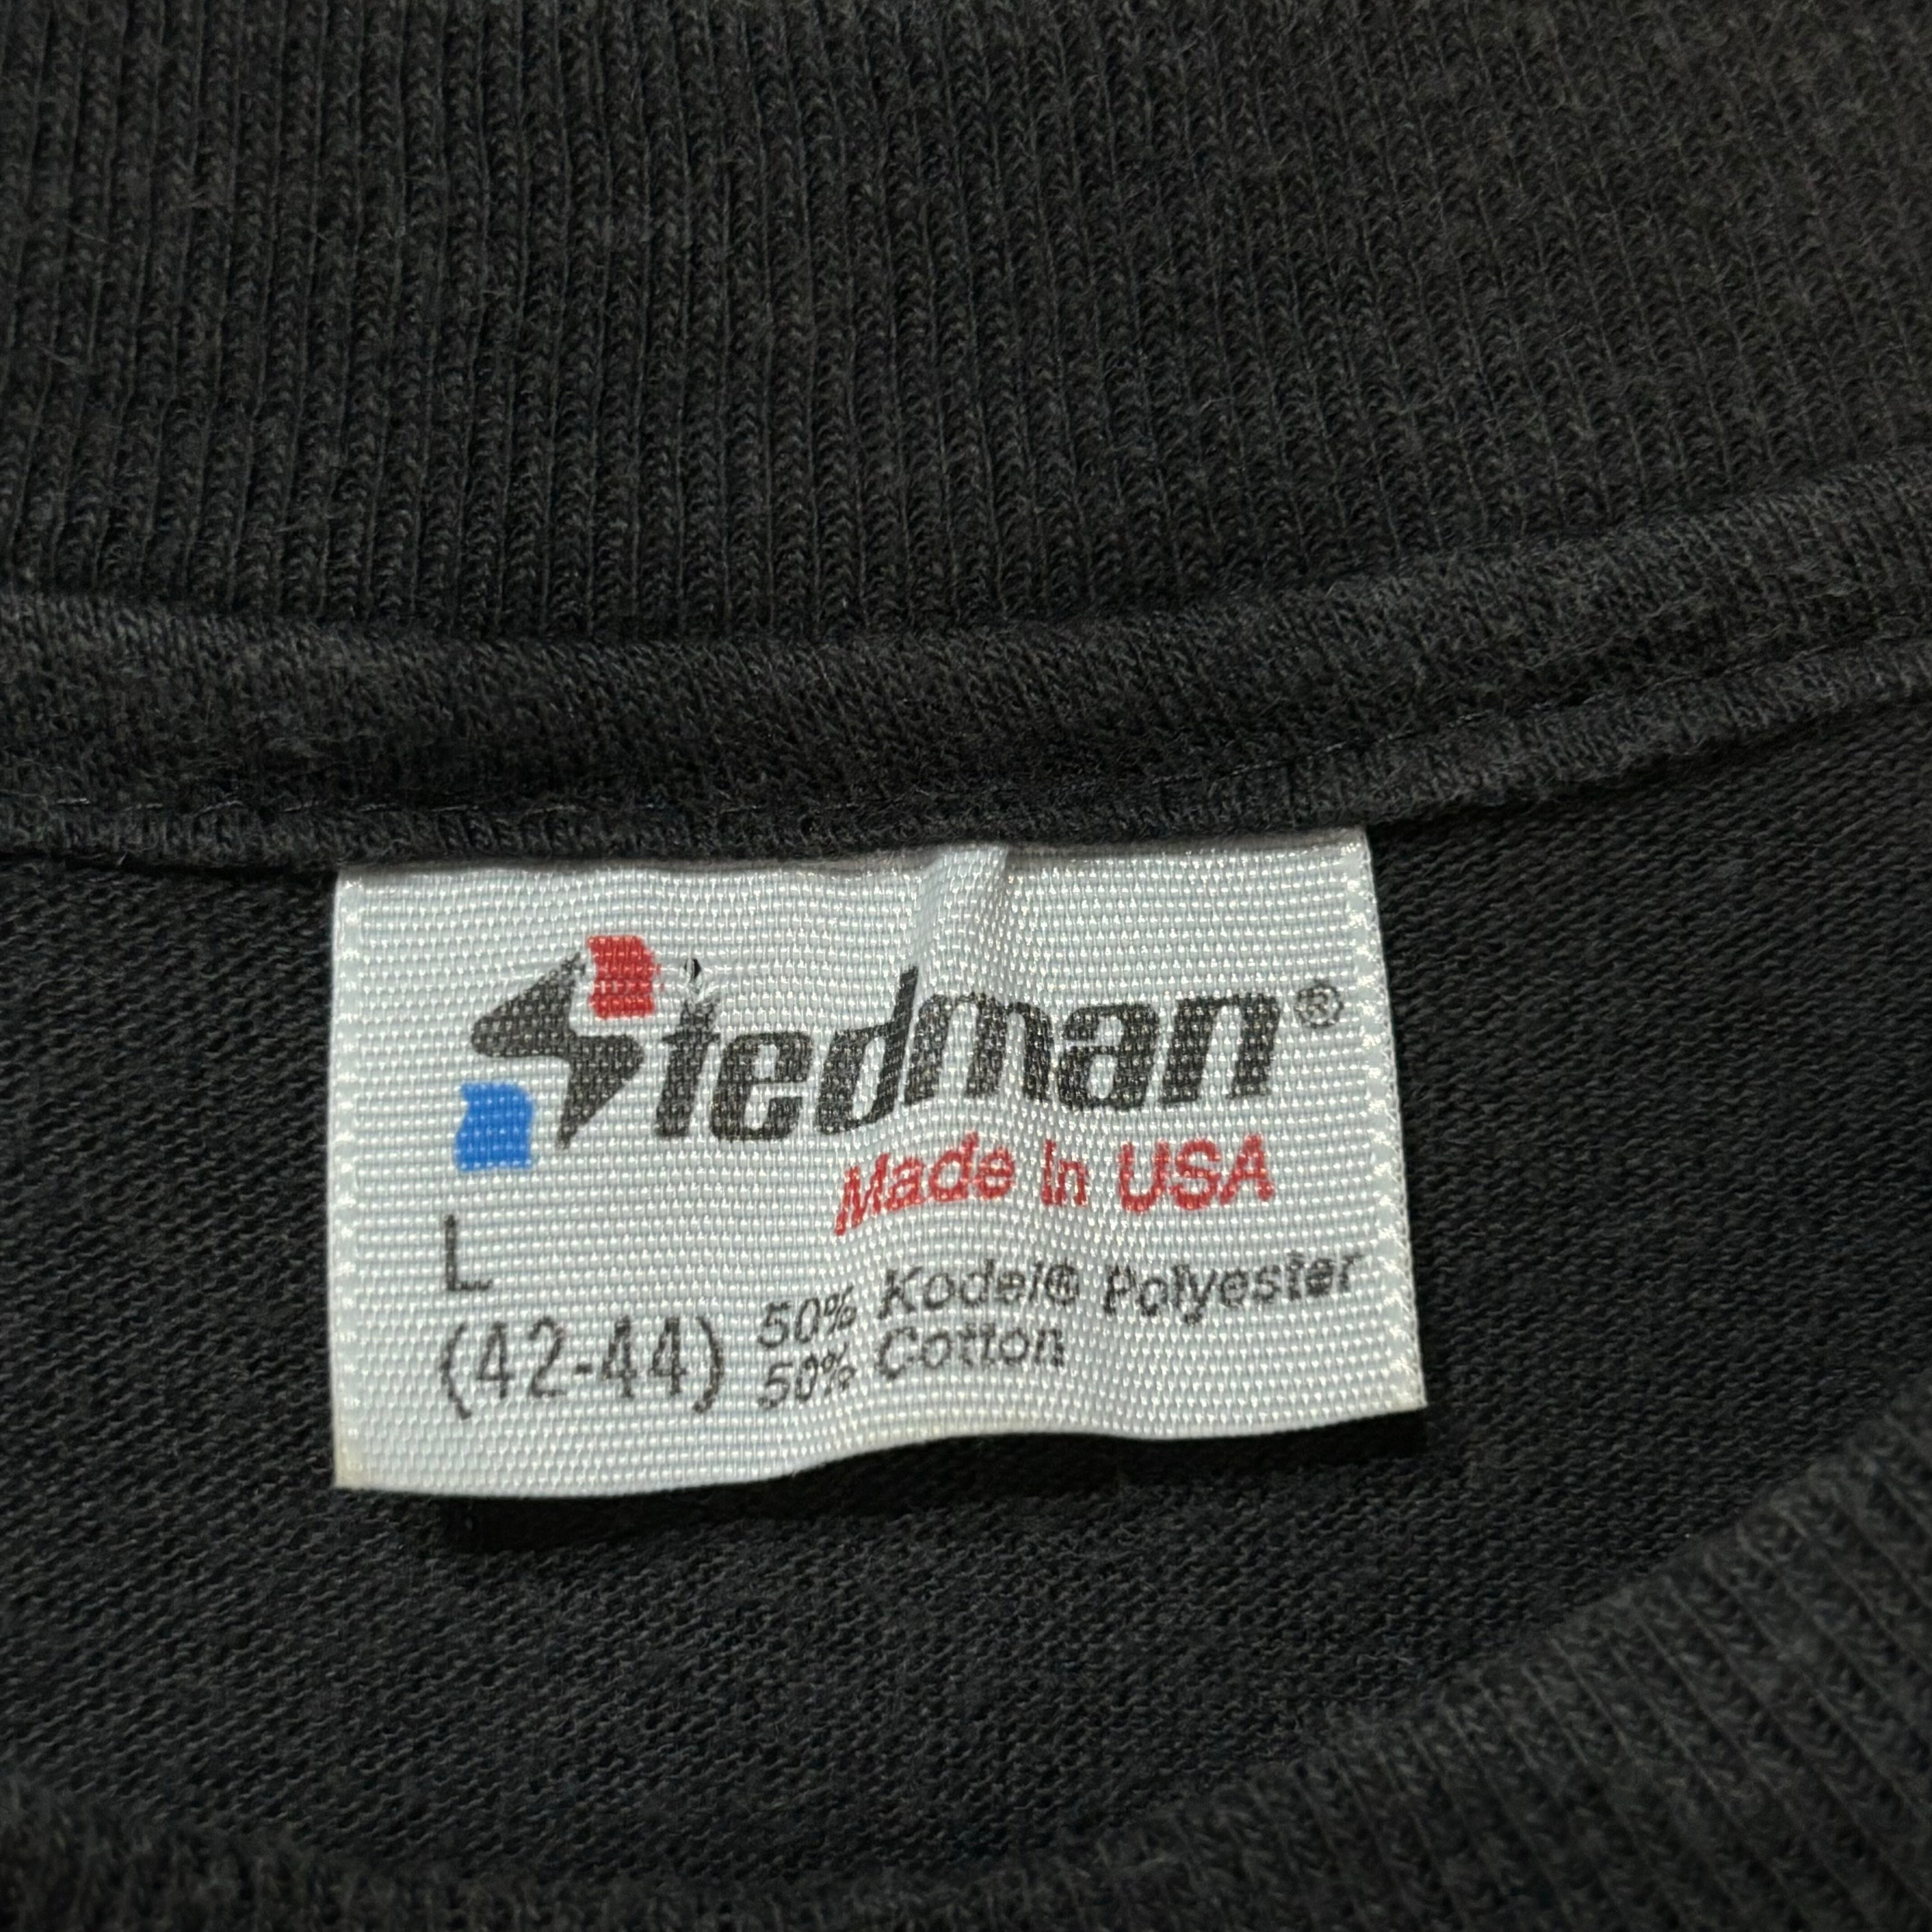 Stedman®
Made In USA
L
(42-44)
50% Kodel® Polyester
50% Cotton